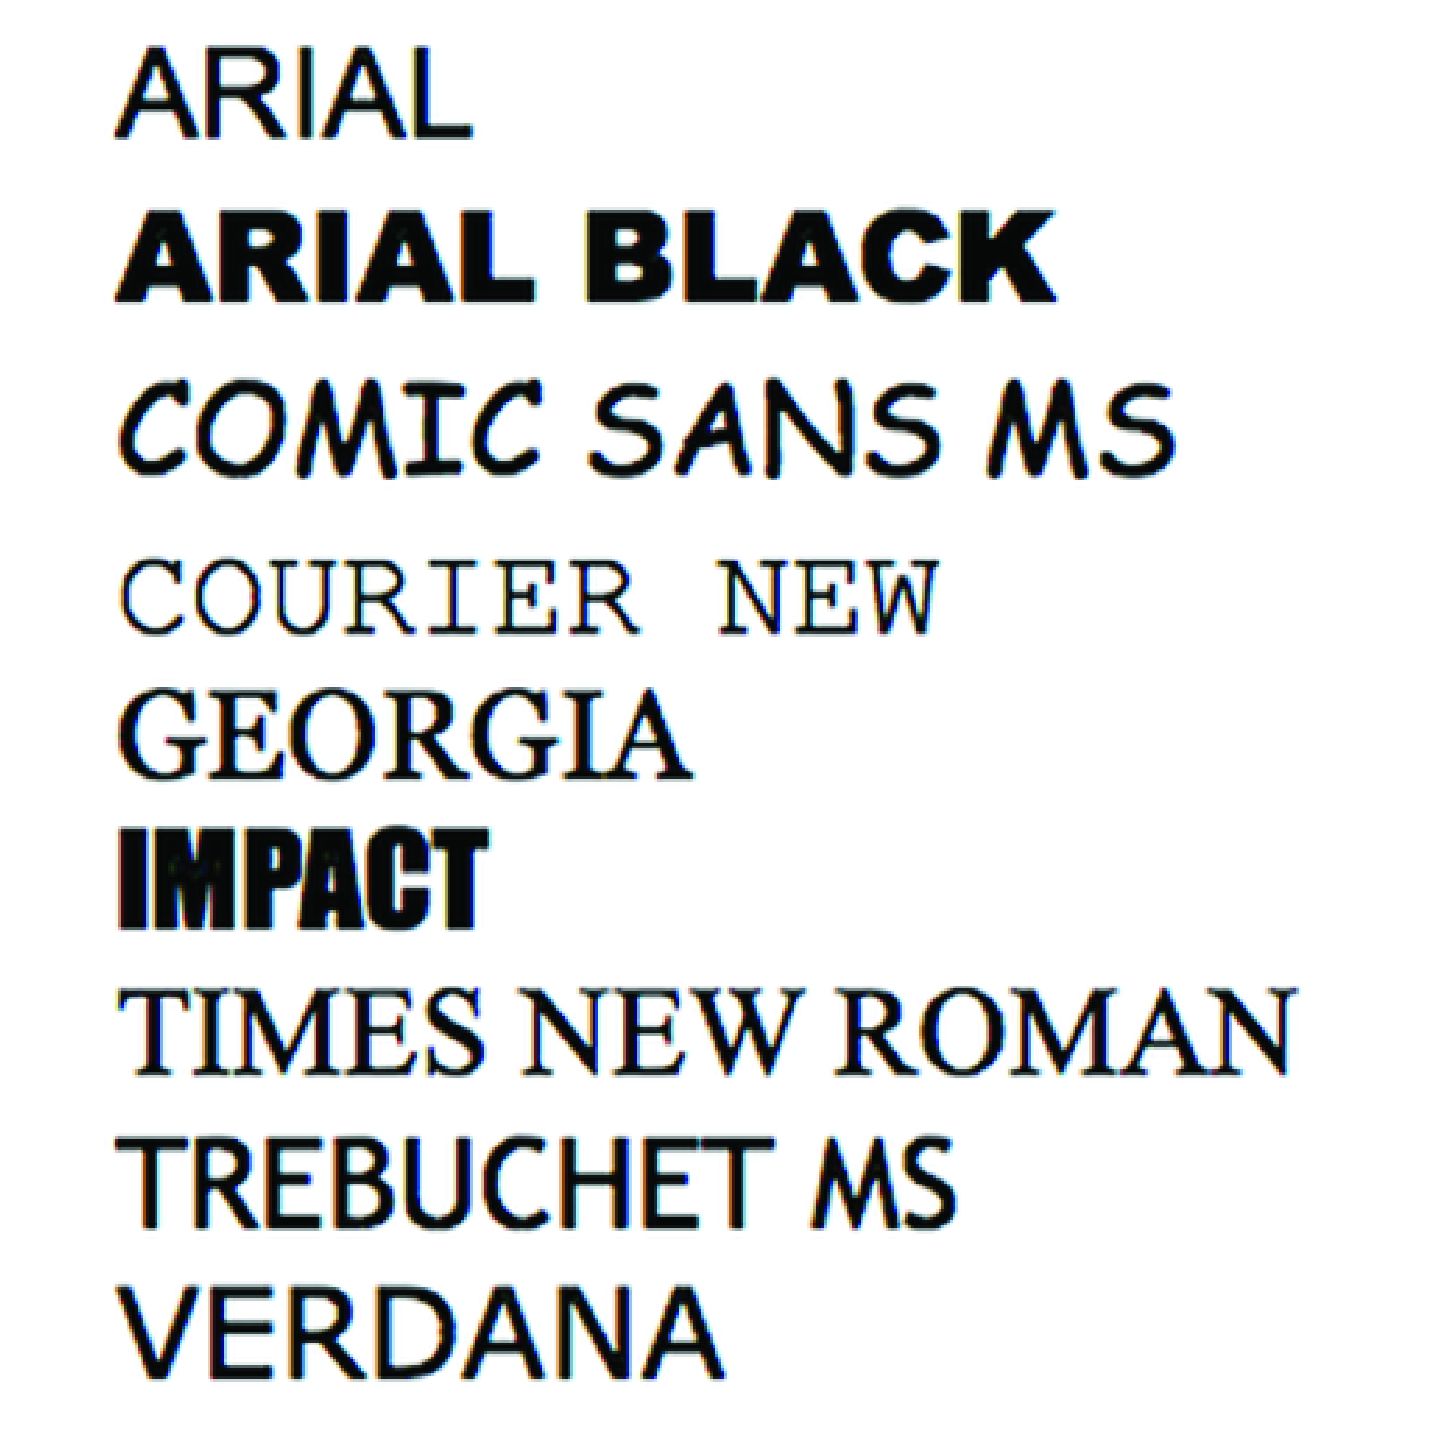 ARIAL
ARIAL BLACK
COMIC SANS MS
COURIER NEW
GEORGIA
IMPACT
TIMES NEW ROMAN
TREBUCHET MS
VERDANA